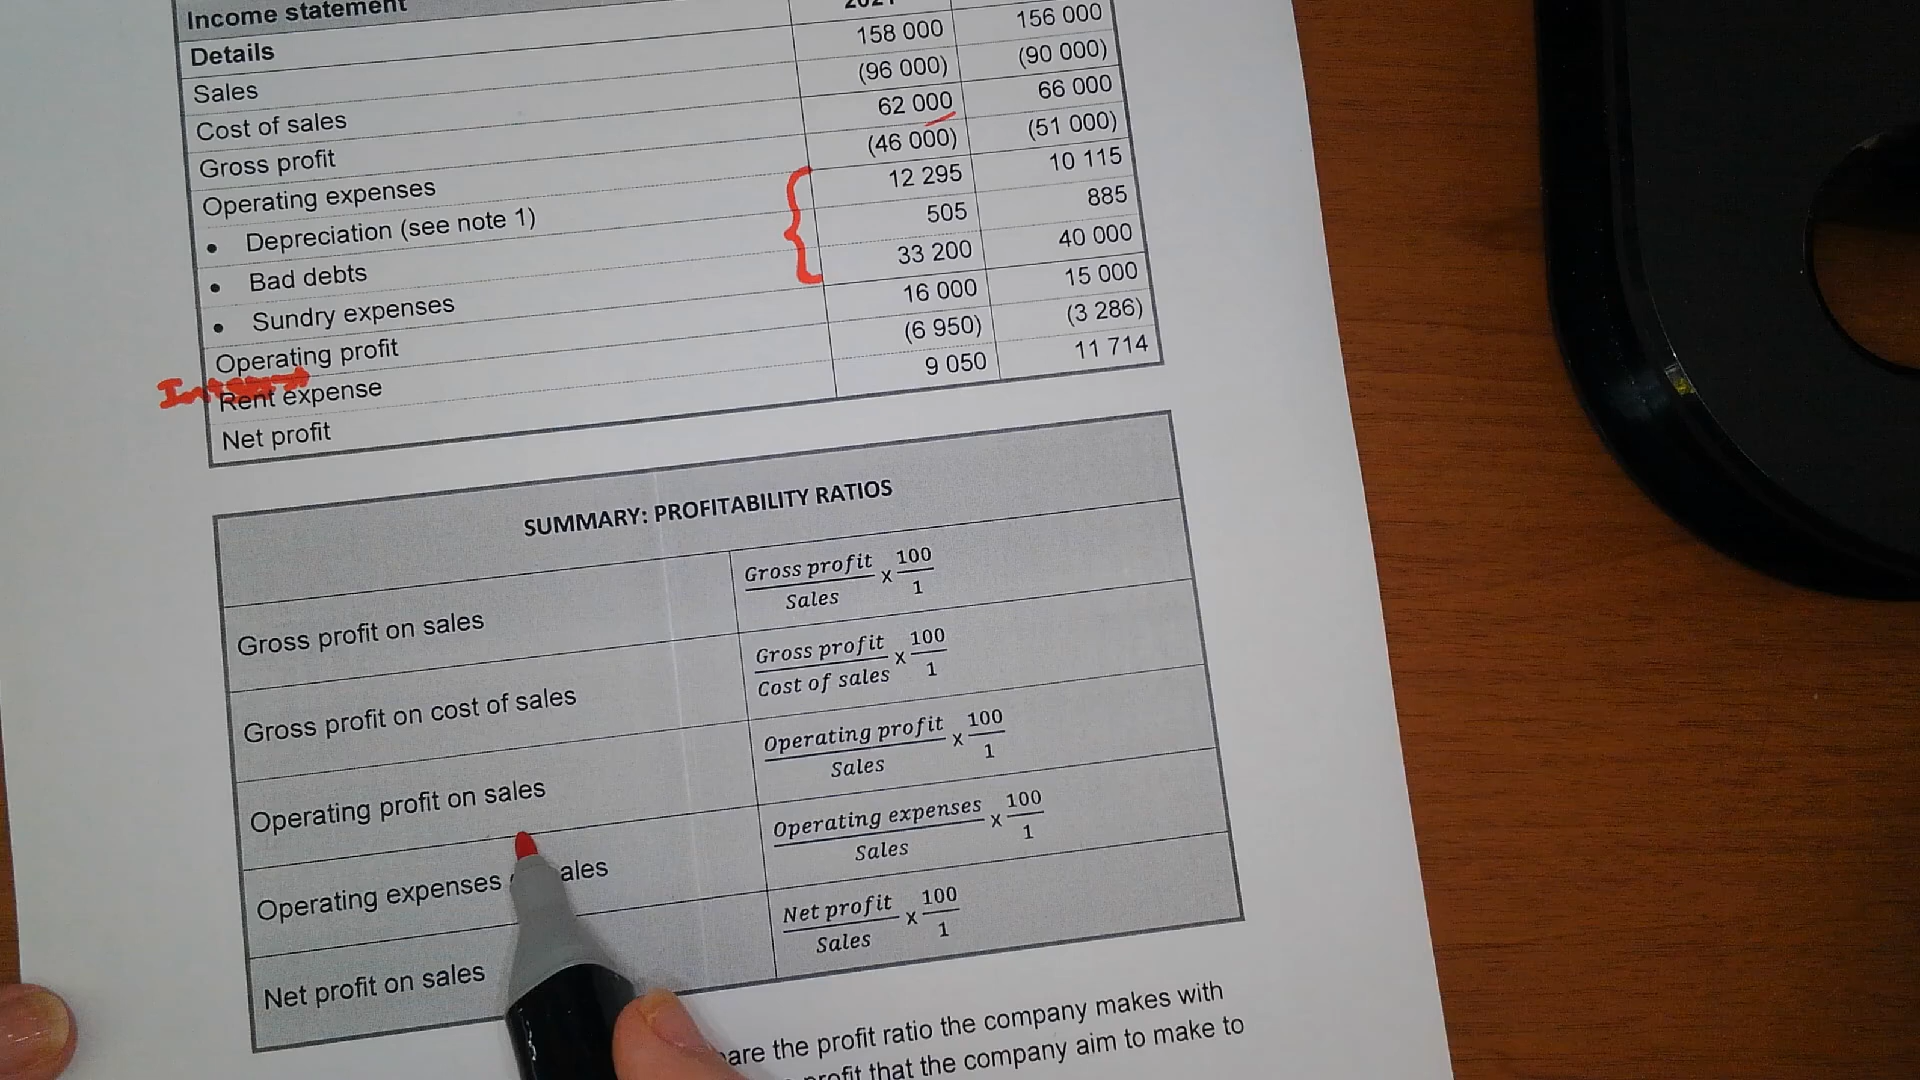 Income statement
Details
Sales 158 000 156 000
Cost of sales (96 000) (90 000)
Gross profit 62 000 66 000
Operating expenses (46 000) (51 000)
• Depreciation (see note 1) 12 295 10 115
• Bad debts 505 885
• Sundry expenses 33 200 40 000
Operating profit 16 000 15 000
Rent expense (6 950) (3 286)
Net profit 9 050 11 714
SUMMARY: PROFITABILITY RATIOS
Gross profit on sales Gross profit / Sales x 100 / 1
Gross profit on cost of sales Gross profit / Cost of sales x 100 / 1
Operating profit on sales Operating profit / Sales x 100 / 1
Operating expenses Operating expenses / Sales x 100 / 1
Net profit on sales Net profit / Sales x 100 / 1
the profit ratio the company makes with
that the company aim to make to